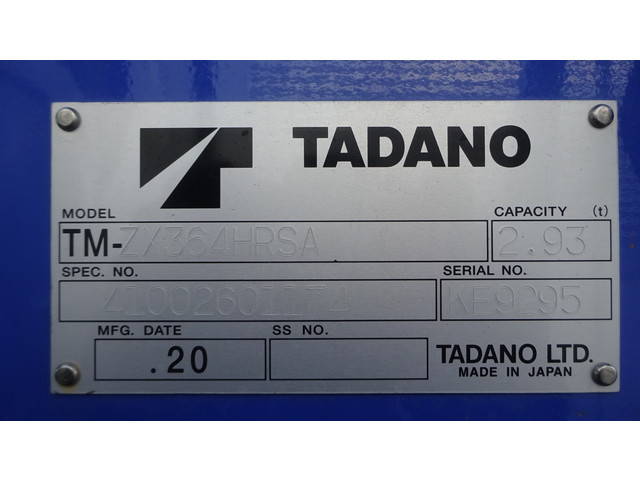 TADANO
MODEL CAPACITY (t)
TM-ZX364HRSA 2.93
SPEC. NO. SERIAL NO.
KF9295
MFG. DATE SS NO.
.20 TADANO LTD.
MADE IN JAPAN